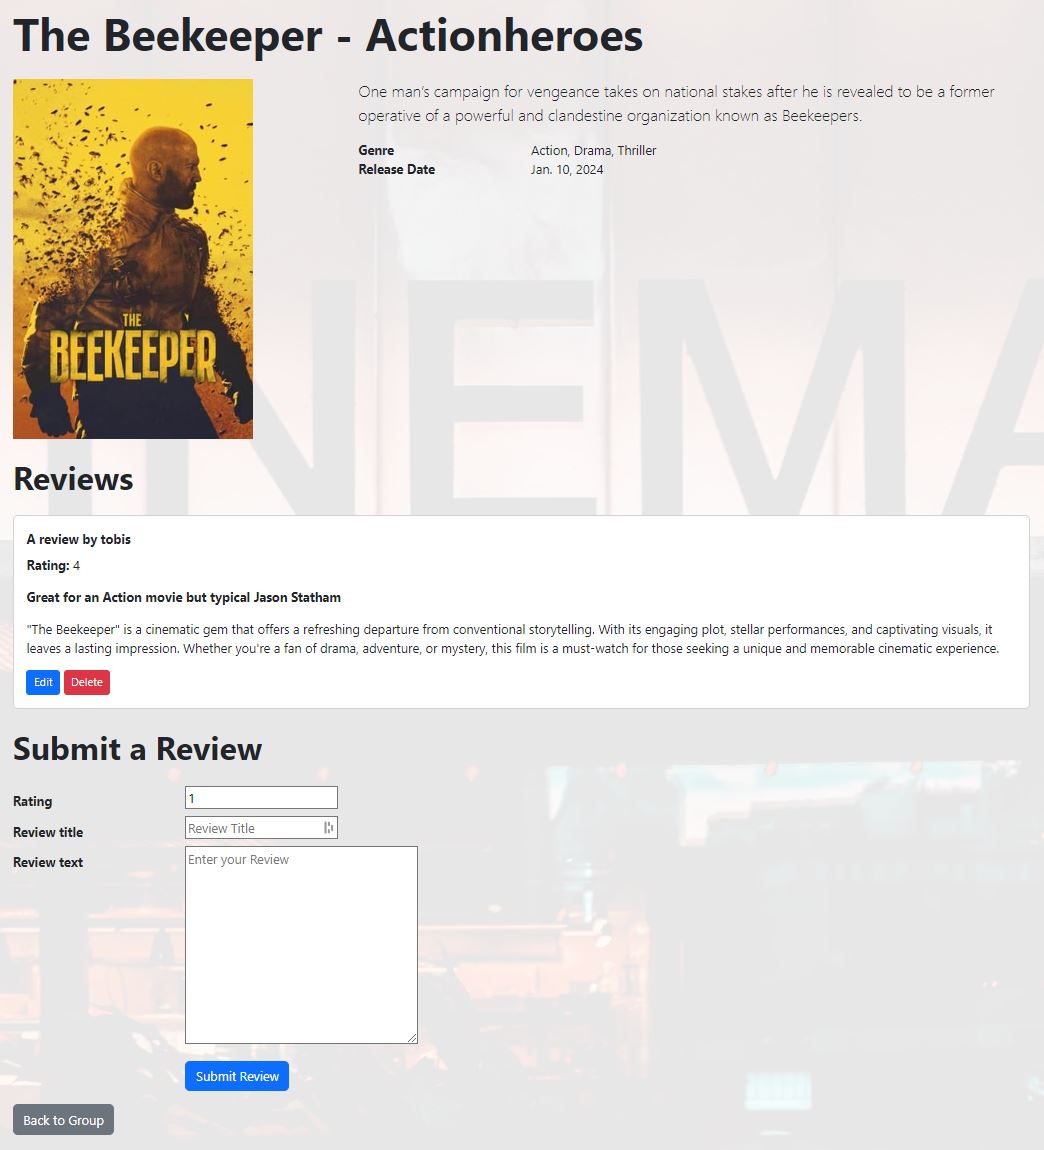 The Beekeeper - Actionheroes
One man's campaign for vengeance takes on national stakes after he is revealed to be a former
operative of a powerful and clandestine organization known as Beekeepers.
Genre Action, Drama, Thriller
Release Date Jan. 10, 2024
THE
BEEKEEPER
INEMA
Reviews
A review by tobis
Rating: 4
Great for an Action movie but typical Jason Statham
"The Beekeeper" is a cinematic gem that offers a refreshing departure from conventional storytelling. With its engaging plot, stellar performances, and captivating visuals, it
leaves a lasting impression. Whether you're a fan of drama, adventure, or mystery, this film is a must-watch for those seeking a unique and memorable cinematic experience.
Edit Delete
Submit a Review
Rating 1
Review title Review Title
Review text Enter your Review
Submit Review
Back to Group